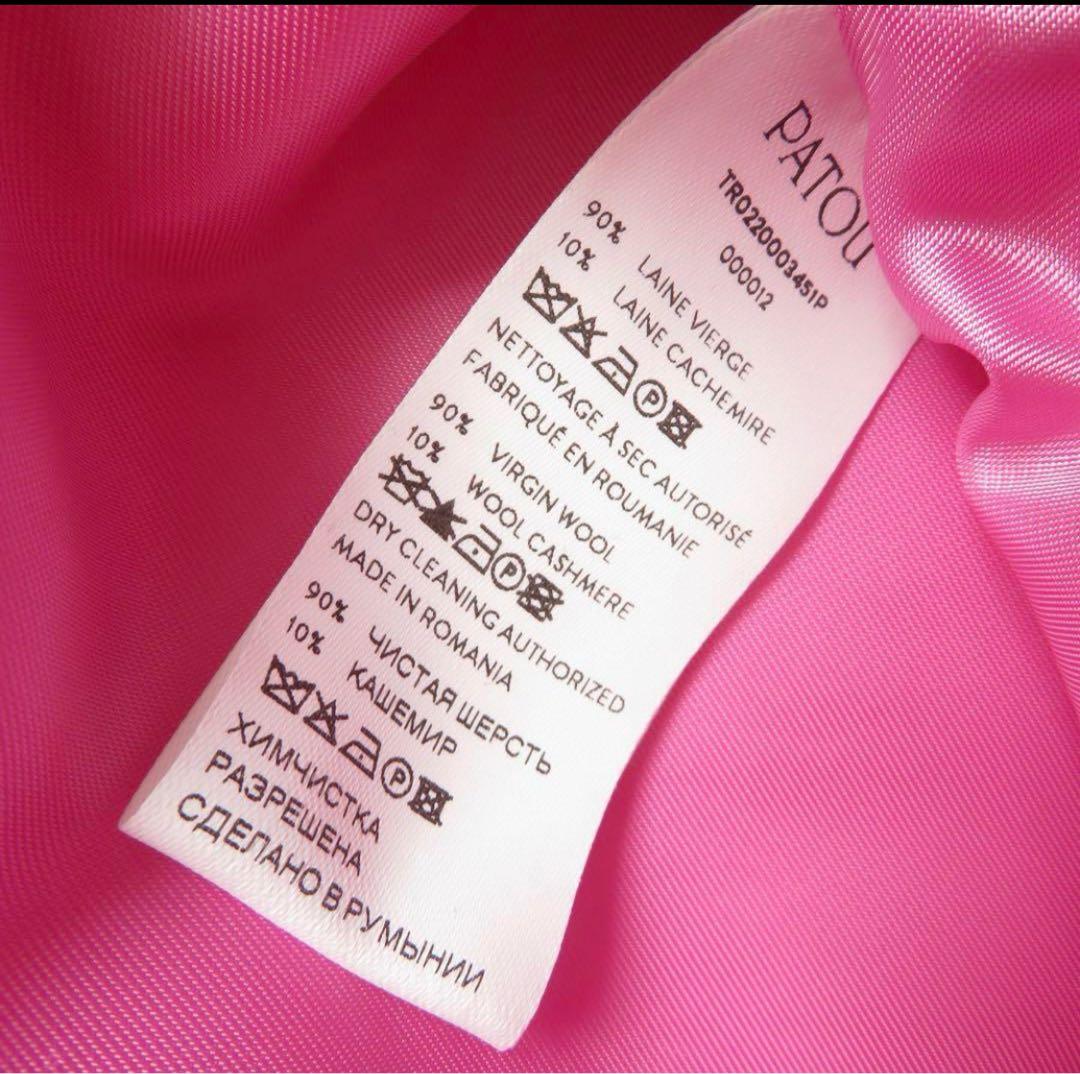 PATOU
TR0220003451P
000012
90% LAINE VIERGE
10% LAINE CACHEMIRE
P
NETTOYAGE À SEC AUTORISÉ
FABRIQUÉ EN ROUMANIE
90% VIRGIN WOOL
10% WOOL CASHMERE
P
DRY CLEANING AUTHORIZED
MADE IN ROMANIA
90% ЧИСТАЯ ШЕРСТЬ
10% КАШЕМИР
P
ХИМЧИСТКА
РАЗРЕШЕНА
СДЕЛАНО В РУМЫНИИ